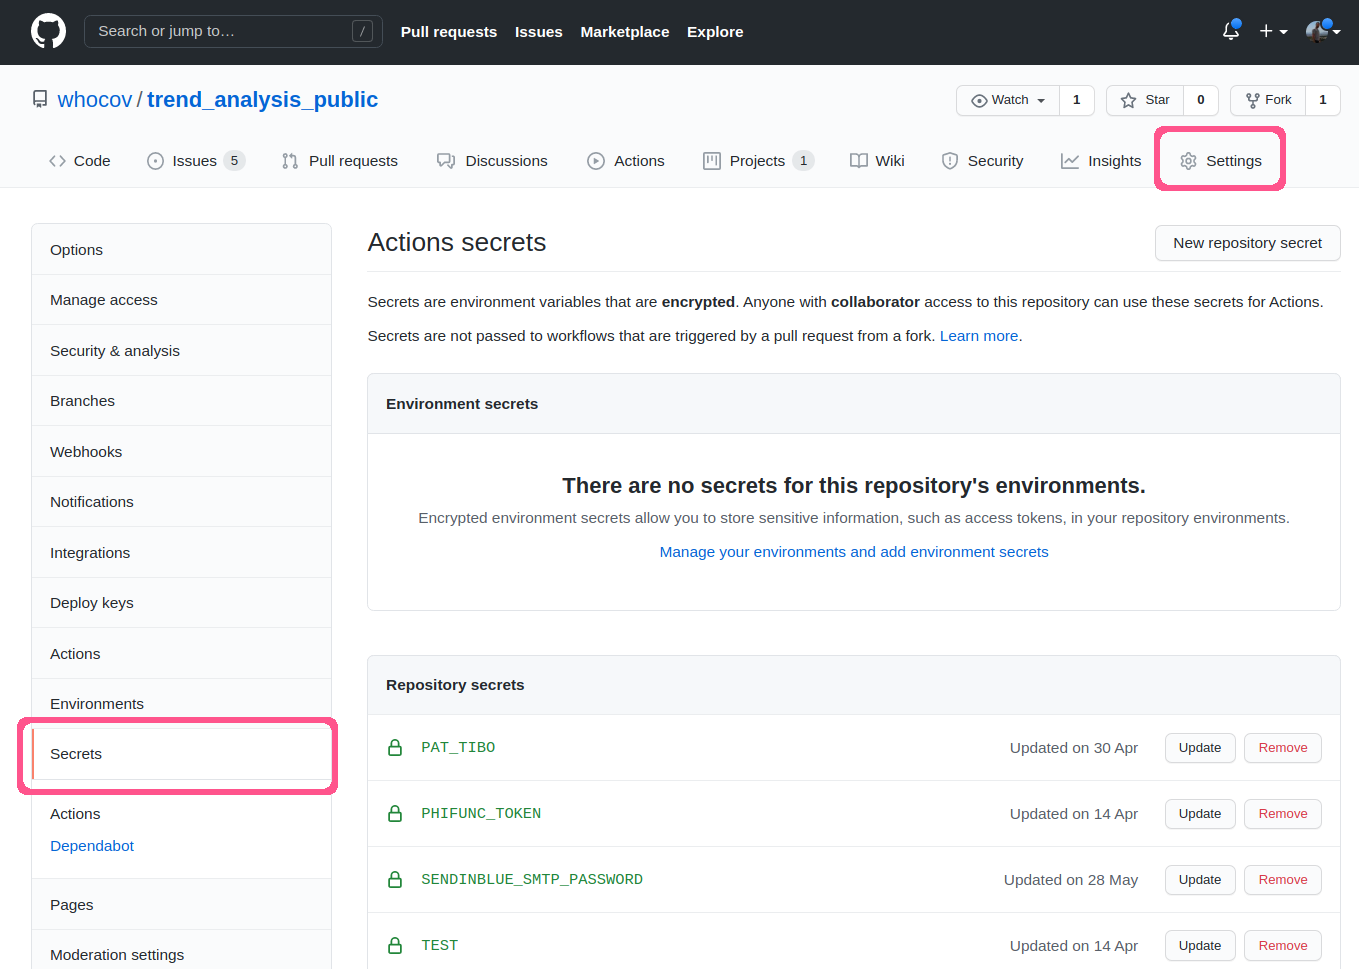 Search or jump to… /
Pull requests Issues Marketplace Explore
whocov / trend_analysis_public
Watch 1 Star 0 Fork 1
Code Issues 5 Pull requests Discussions Actions Projects 1 Wiki Security Insights Settings
Options
Manage access
Security & analysis
Branches
Webhooks
Notifications
Integrations
Deploy keys
Actions
Environments
Secrets
Actions
Dependabot
Pages
Moderation settings
Actions secrets
New repository secret
Secrets are environment variables that are encrypted. Anyone with collaborator access to this repository can use these secrets for Actions.
Secrets are not passed to workflows that are triggered by a pull request from a fork. Learn more.
Environment secrets
There are no secrets for this repository's environments.
Encrypted environment secrets allow you to store sensitive information, such as access tokens, in your repository environments.
Manage your environments and add environment secrets
Repository secrets
PAT_TIBO Updated on 30 Apr Update Remove
PHIFUNC_TOKEN Updated on 14 Apr Update Remove
SENDINBLUE_SMTP_PASSWORD Updated on 28 May Update Remove
TEST Updated on 14 Apr Update Remove